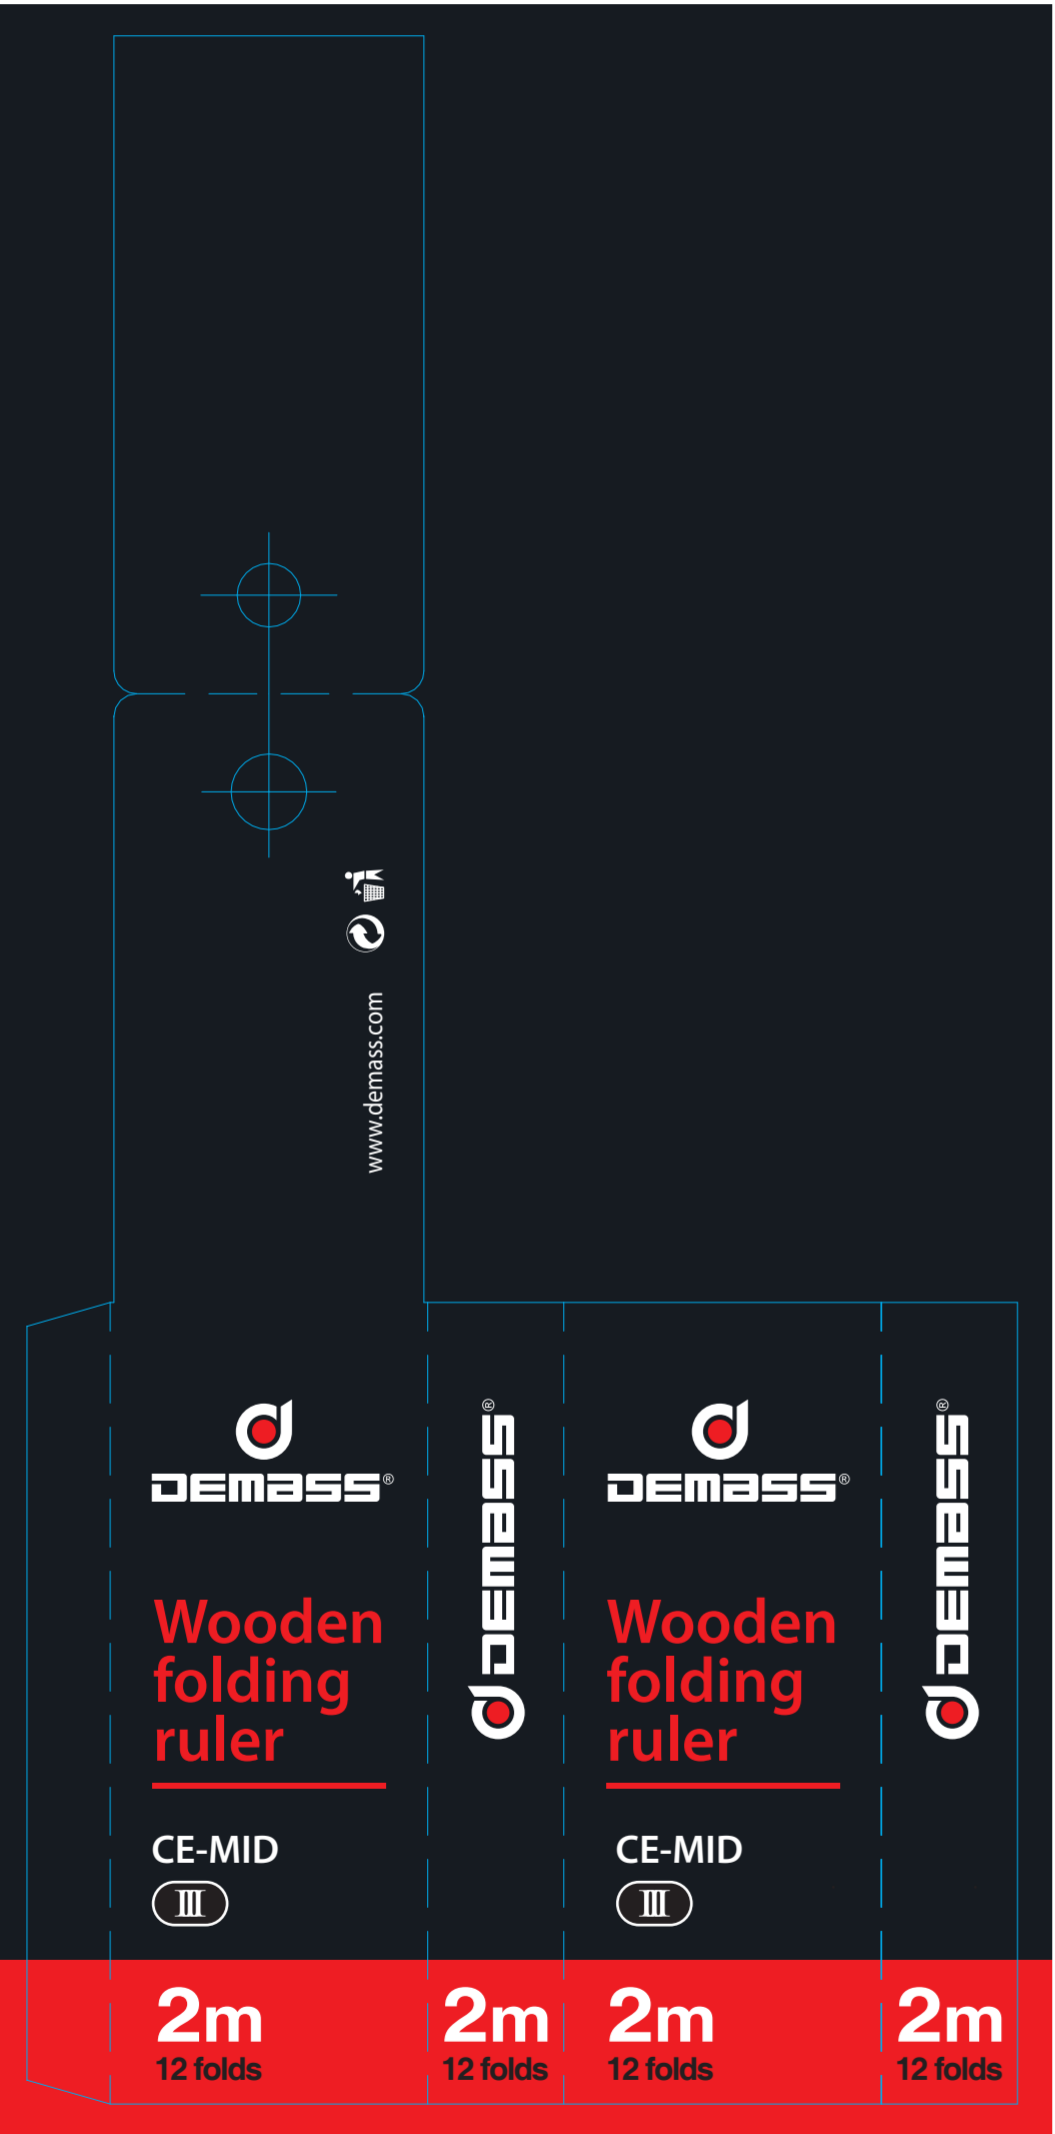 www.demass.com
DEMASS®
Wooden
folding
ruler
CE-MID
III
2m
12 folds
DEMASS®
2m
12 folds
DEMASS®
Wooden
folding
ruler
CE-MID
III
2m
12 folds
DEMASS®
2m
12 folds